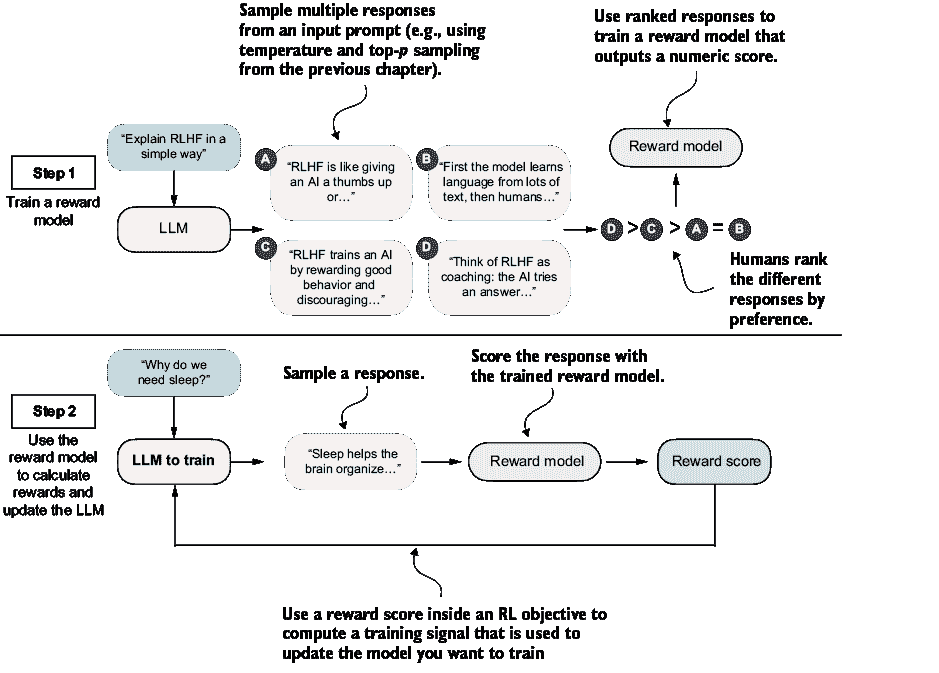 Sample multiple responses
from an input prompt (e.g., using
temperature and top-p sampling
from the previous chapter).
Use ranked responses to
train a reward model that
outputs a numeric score.
Step 1
Train a reward
model
“Explain RLHF in a
simple way”
LLM
A
“RLHF is like giving
an AI a thumbs up
or…”
B
“First the model learns
language from lots of
text, then humans…”
C
“RLHF trains an AI
by rewarding good
behavior and
discouraging…”
D
“Think of RLHF as
coaching: the AI tries
an answer…”
Reward model
D > C > A = B
Humans rank
the different
responses by
preference.
Step 2
Use the
reward model
to calculate
rewards and
update the LLM
“Why do we
need sleep?”
LLM to train
Sample a response.
“Sleep helps the
brain organize…”
Score the response with
the trained reward model.
Reward model
Reward score
Use a reward score inside an RL objective to
compute a training signal that is used to
update the model you want to train